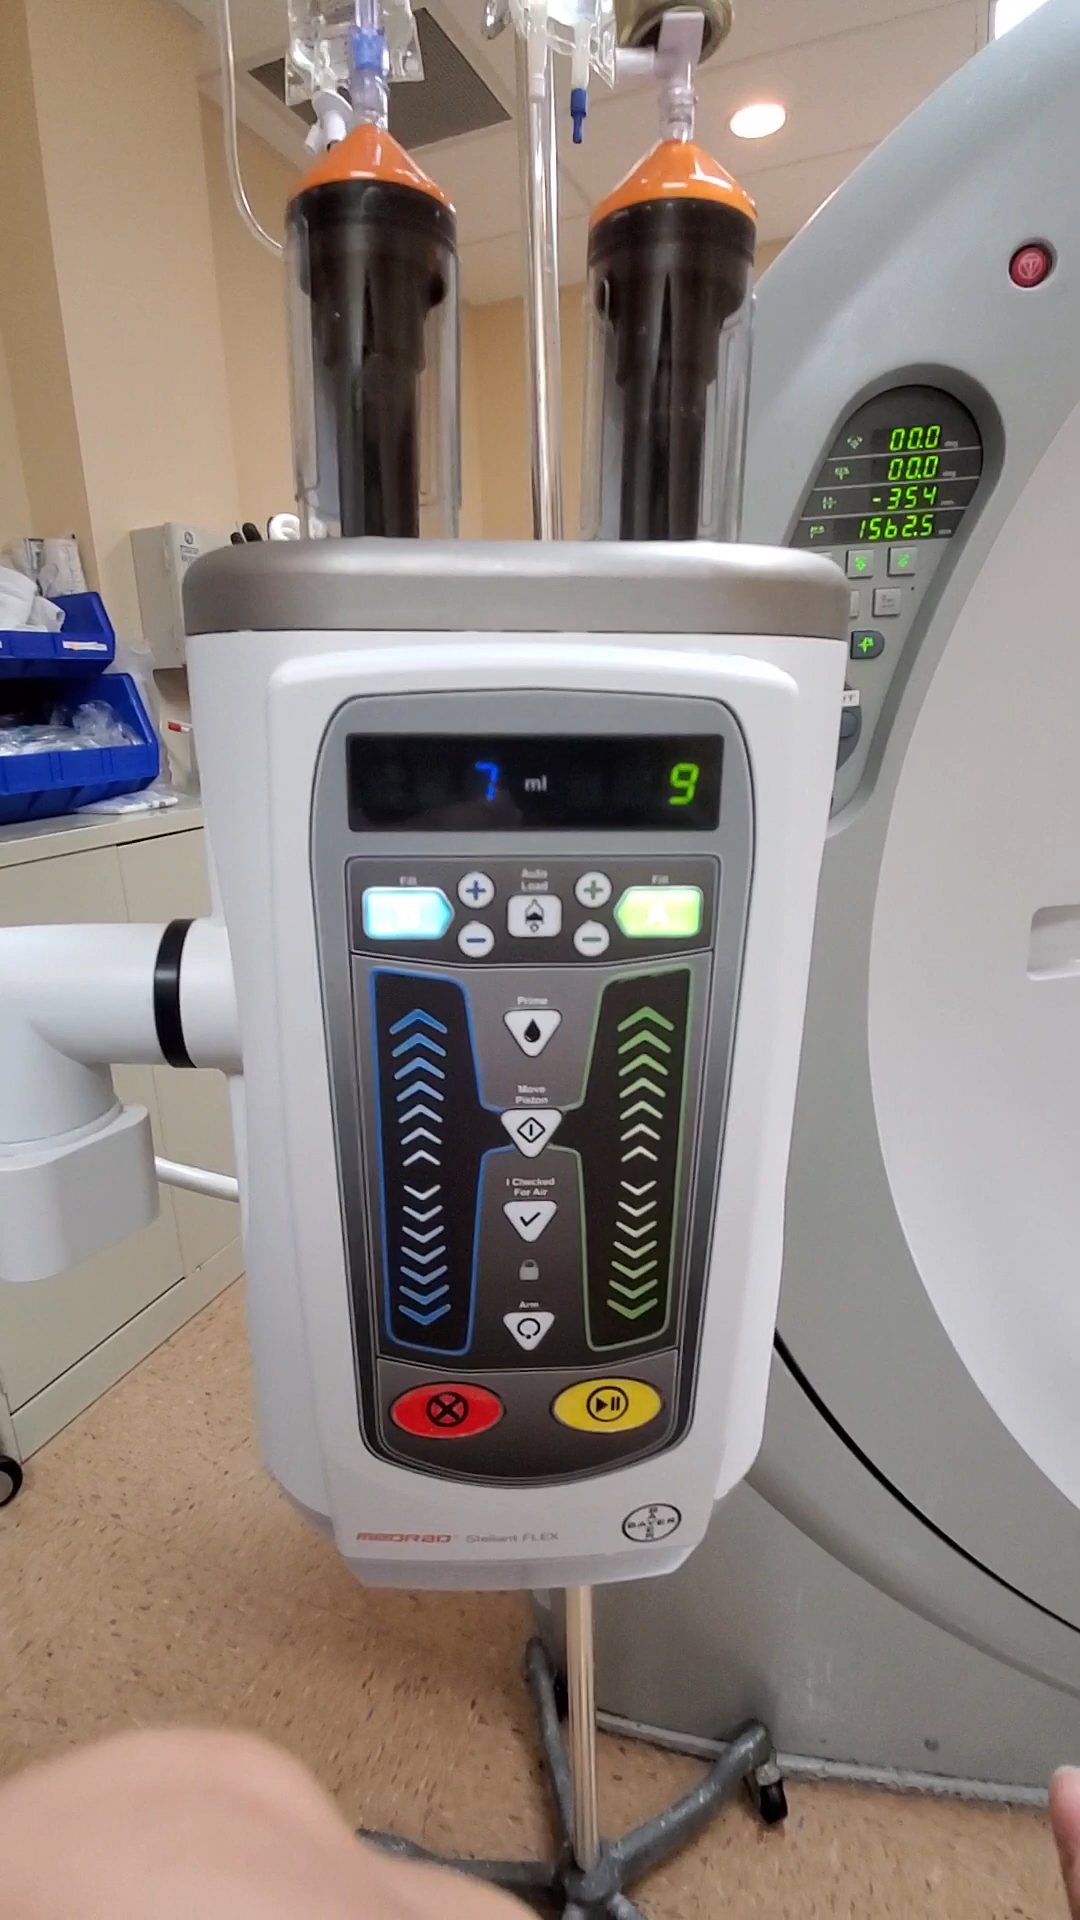 00.0
00.0
-354
1562.5
7 ml 9
Fill
Auto
Load
Fill
B
A
Prime
Move
Piston
I Checked
For Air
Arm
MEDRAD® Stellant FLEX
BAYER
BAYER